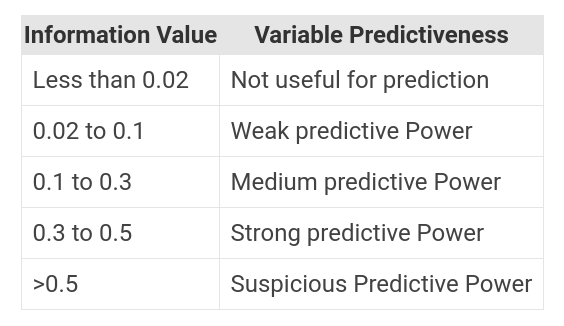 Information Value Variable Predictiveness
Less than 0.02 Not useful for prediction
0.02 to 0.1 Weak predictive Power
0.1 to 0.3 Medium predictive Power
0.3 to 0.5 Strong predictive Power
>0.5 Suspicious Predictive Power